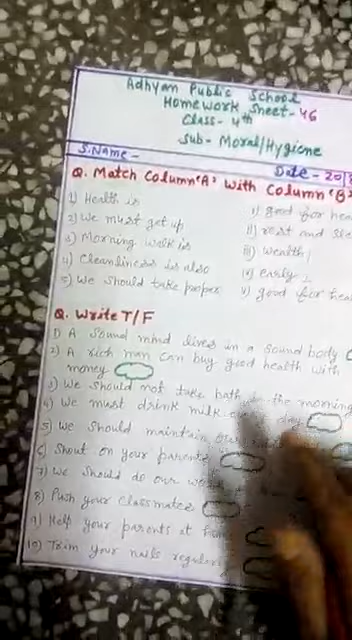 Adhyan Public School
Homework Sheet-46
Class-4th
Sub- Moral/Hygiene
S.Name- Date-20/
Q. Match Column 'A' with Column 'B'
1) Health is i) good for hea
2) We must get up ii) rest and sle
3) Morning walk is iii) wealth
4) Cleanliness is also iv) early
5) We should take proper v) good for hea
Q. Write T/F
1) A Sound mind lives in a sound body
2) A rich man can buy good health with
money
3) We should not take bath in the morning
4) We must drink milk day
5) We should maintain our
6) Shout on your parents
7) We should do our
8) Push your classmates
9) Help your parents at
10) Trim your nails